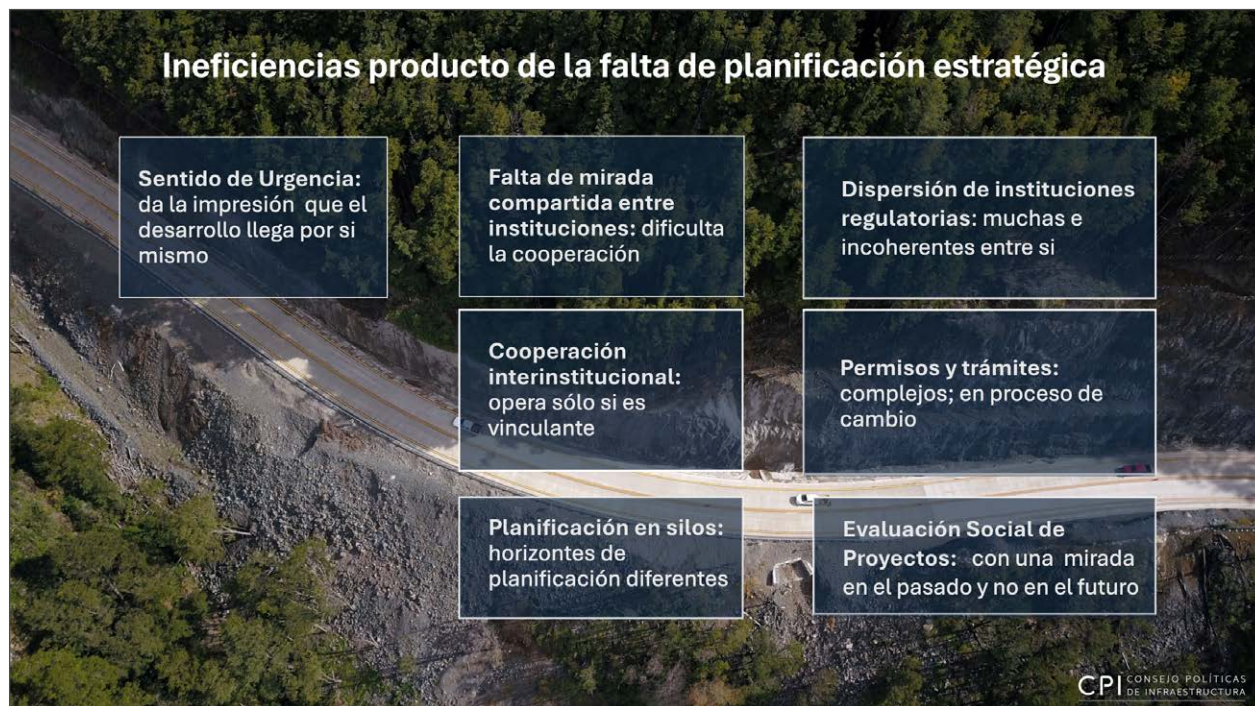 Ineficiencias producto de la falta de planificación estratégica
Sentido de Urgencia:
da la impresión que el
desarrollo llega por si
mismo
Falta de mirada
compartida entre
instituciones: dificulta
la cooperación
Dispersión de instituciones
regulatorias: muchas e
incoherentes entre si
Cooperación
interinstitucional:
opera sólo si es
vinculante
Permisos y trámites:
complejos; en proceso de
cambio
Planificación en silos:
horizontes de
planificación diferentes
Evaluación Social de
Proyectos: con una mirada
en el pasado y no en el futuro
CPI CONSEJO POLÍTICAS
DE INFRAESTRUCTURA